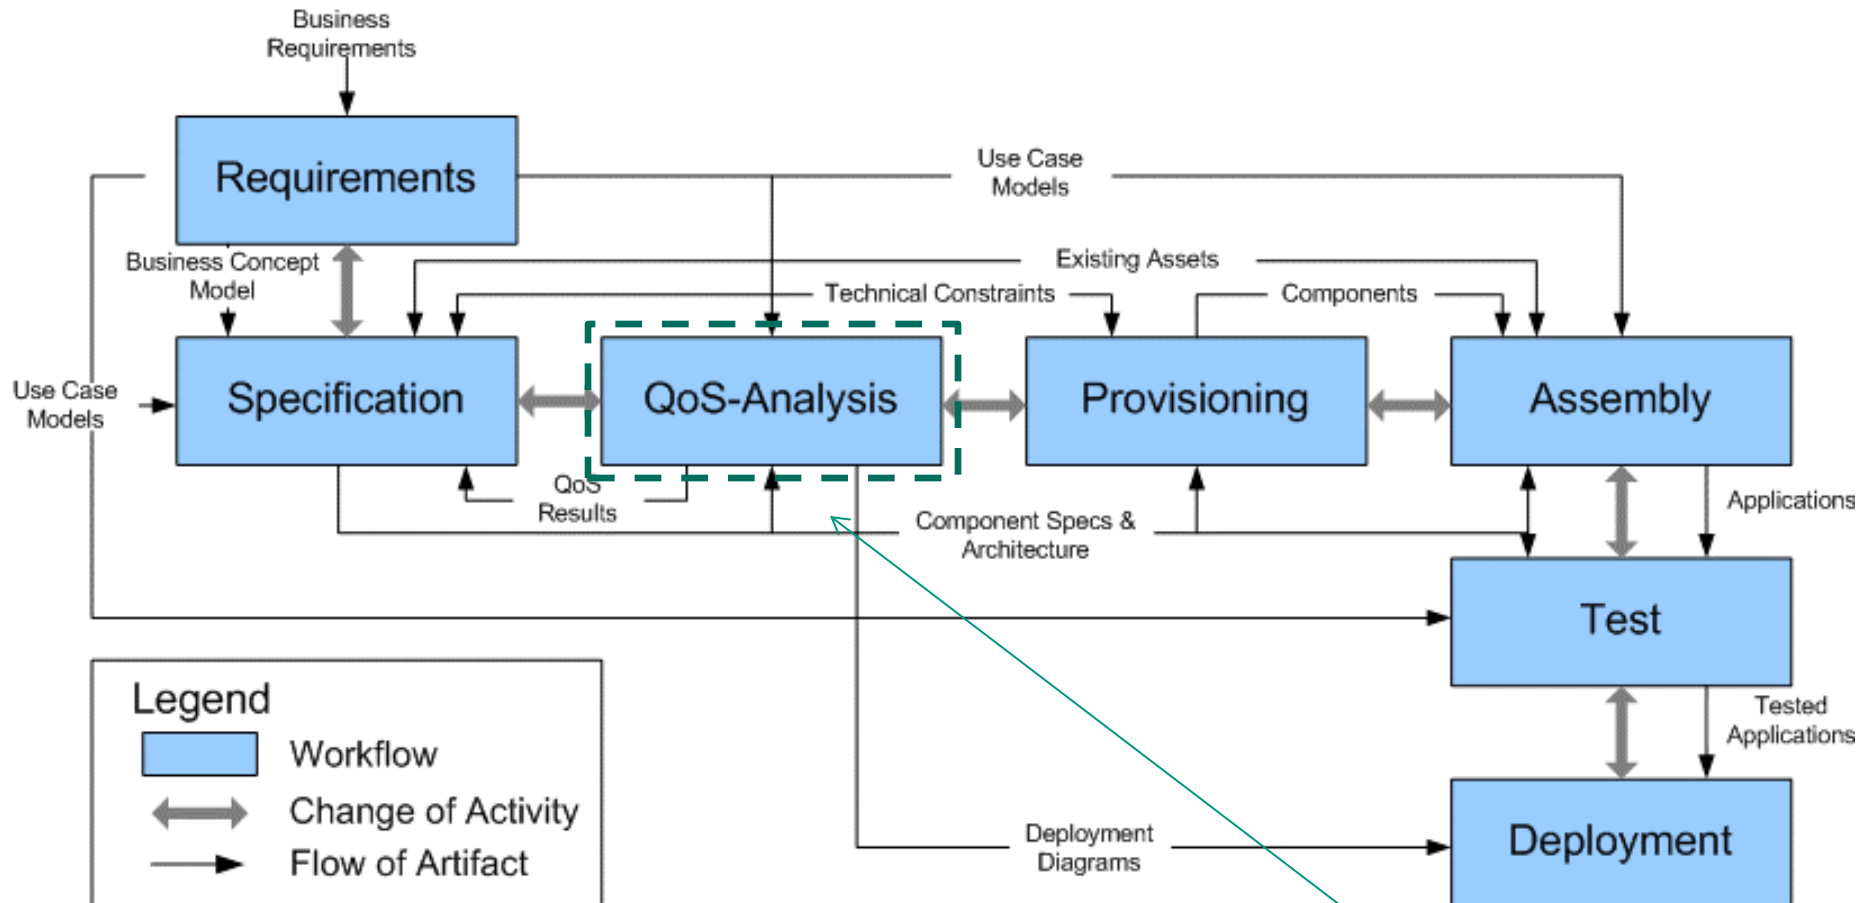 Business
Requirements
Requirements
Use Case
Models
Business Concept
Model
Existing Assets
Technical Constraints
Components
Use Case
Models
Specification
QoS-Analysis
Provisioning
Assembly
QoS
Results
Component Specs &
Architecture
Applications
Test
Tested
Applications
Deployment
Diagrams
Deployment
Legend
Workflow
Change of Activity
Flow of Artifact